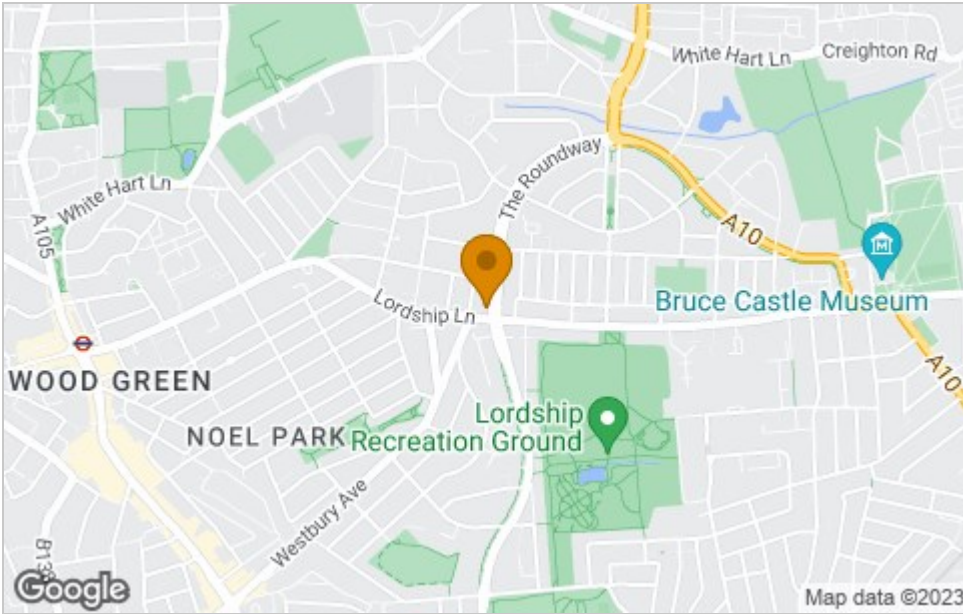 White Hart Ln
Creighton Rd
The Roundway
White Hart Ln
A105
A10
Bruce Castle Museum
Lordship Ln
WOOD GREEN
A10
Lordship
Recreation Ground
NOEL PARK
Westbury Ave
Google
Map data ©2023